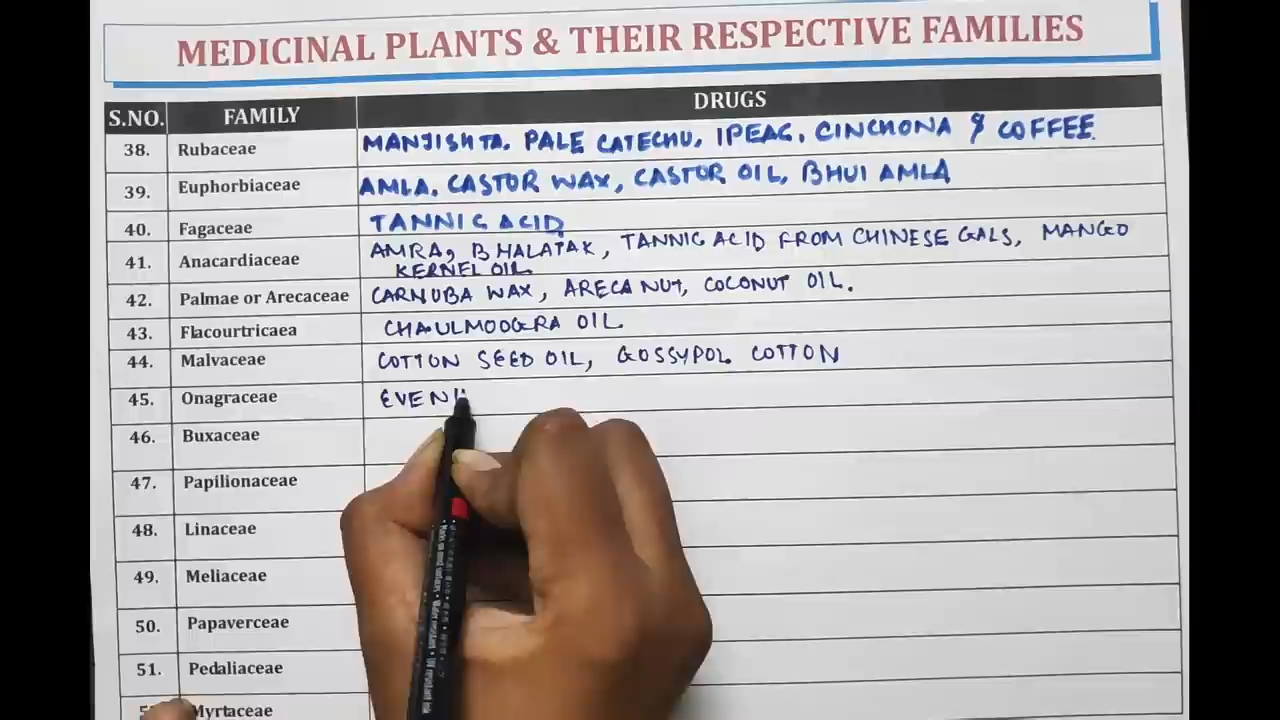 MEDICINAL PLANTS & THEIR RESPECTIVE FAMILIES
S.NO. FAMILY DRUGS
38. Rubaceae MANJISHTA, PALE CATECHU, IPEAC, CINCHONA & COFFEE
39. Euphorbiaceae AMLA, CASTOR WAX, CASTOR OIL, BHUI AMLA
40. Fagaceae TANNIC ACID
41. Anacardiaceae AMRA, BHALATAK, TANNIC ACID FROM CHINESE GALS, MANGO
KERNEL OIL
42. Palmae or Arecaceae CARNUBA WAX, ARECA NUT, COCONUT OIL.
43. Flacourtricaea CHAULMOOGRA OIL
44. Malvaceae COTTON SEED OIL, GOSSYPOL COTTON
45. Onagraceae EVENI
46. Buxaceae
47. Papilionaceae
48. Linaceae
49. Meliaceae
50. Papaverceae
51. Pedaliaceae
Myrtaceae